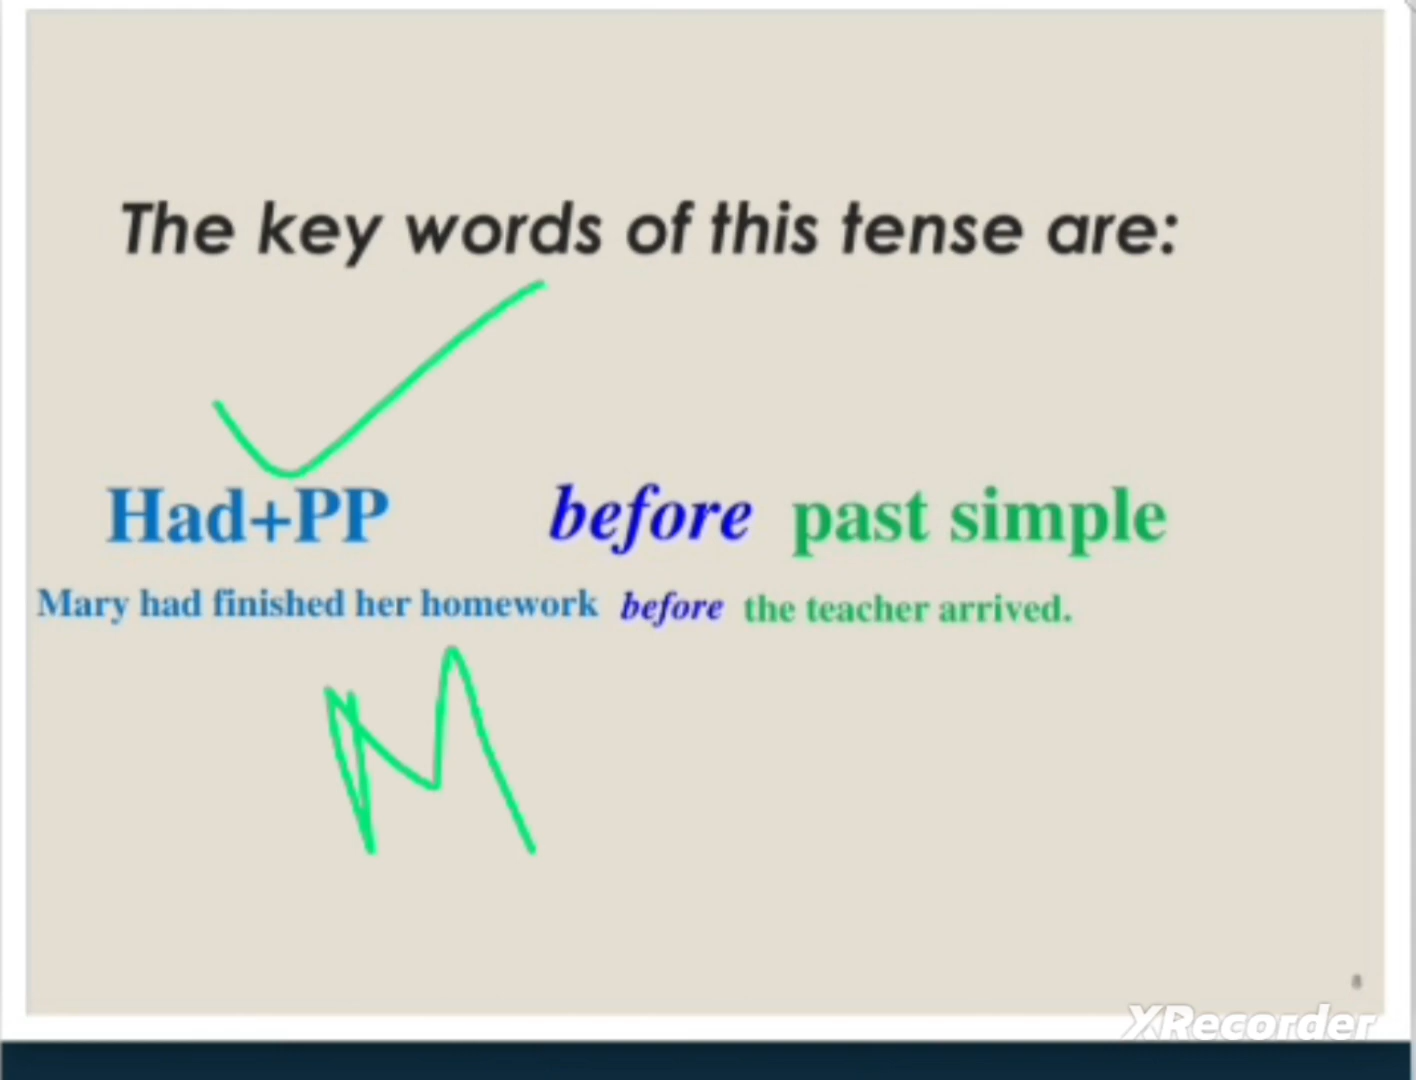 The key words of this tense are:
Had+PP before past simple
Mary had finished her homework before the teacher arrived.
M
8
XRecorder